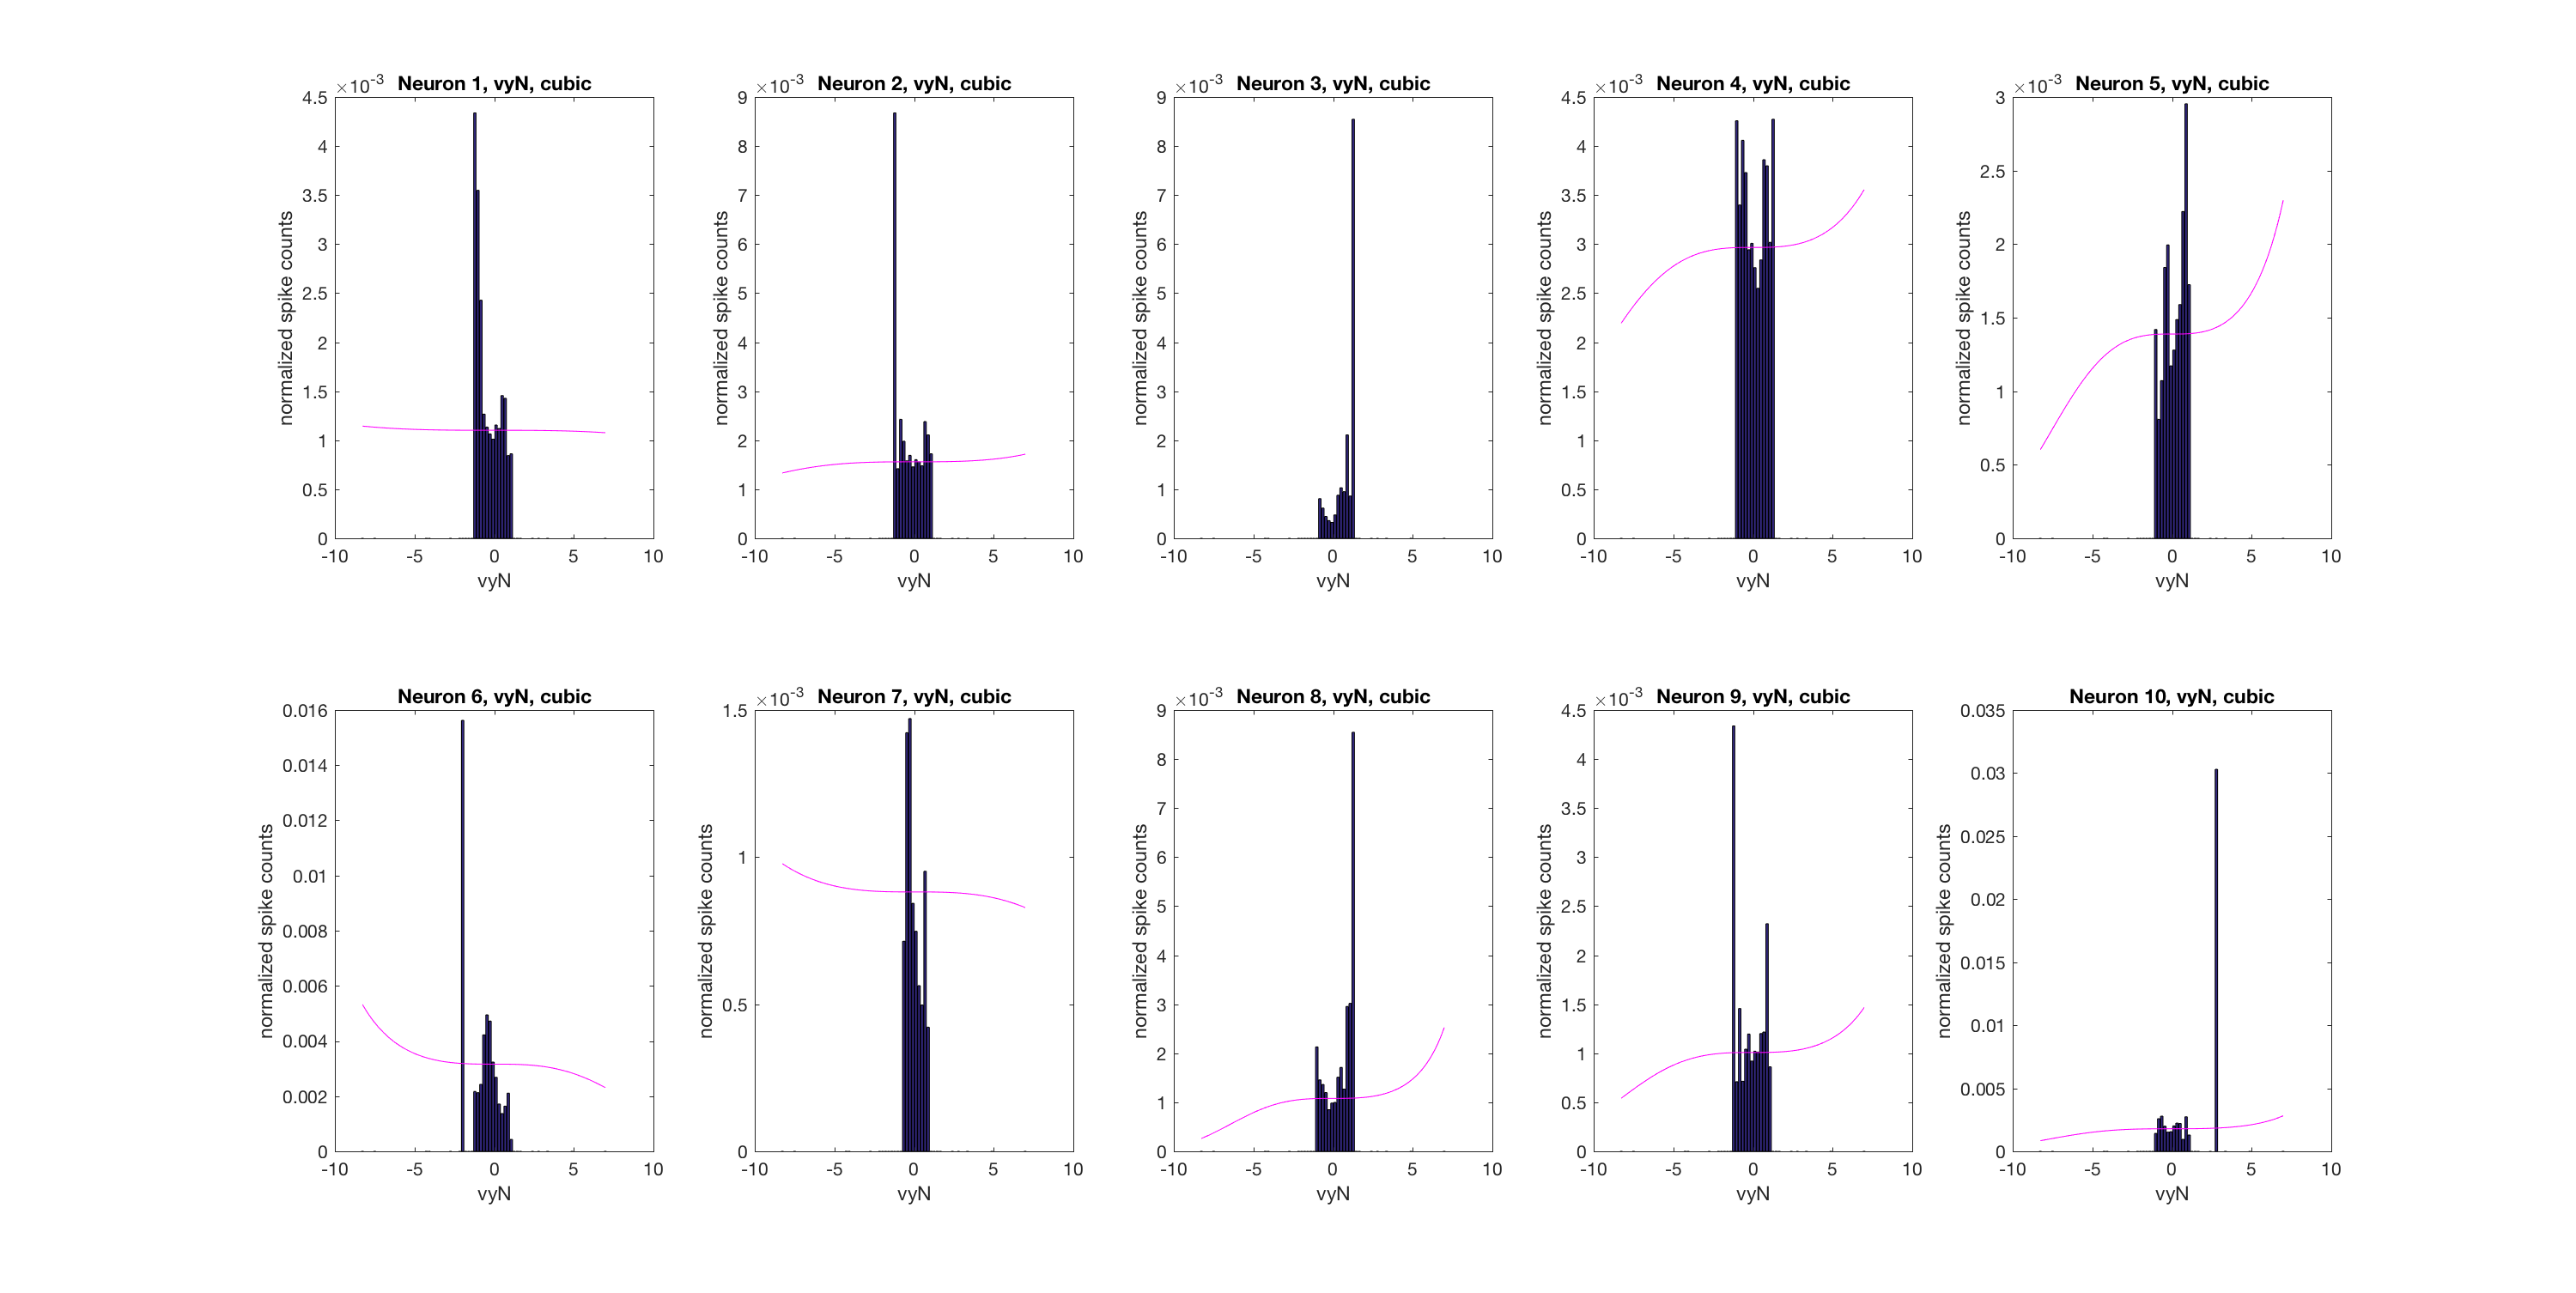 ×10-3 Neuron 1, vyN, cubic
4.5
4
3.5
3
2.5
2
1.5
1
0.5
0
normalized spike counts
-10 -5 0 5 10
vyN
×10-3 Neuron 2, vyN, cubic
9
8
7
6
5
4
3
2
1
0
normalized spike counts
-10 -5 0 5 10
vyN
×10-3 Neuron 3, vyN, cubic
9
8
7
6
5
4
3
2
1
0
normalized spike counts
-10 -5 0 5 10
vyN
×10-3 Neuron 4, vyN, cubic
4.5
4
3.5
3
2.5
2
1.5
1
0.5
0
normalized spike counts
-10 -5 0 5 10
vyN
×10-3 Neuron 5, vyN, cubic
3
2.5
2
1.5
1
0.5
0
normalized spike counts
-10 -5 0 5 10
vyN
Neuron 6, vyN, cubic
0.016
0.014
0.012
0.01
0.008
0.006
0.004
0.002
0
normalized spike counts
-10 -5 0 5 10
vyN
×10-3 Neuron 7, vyN, cubic
1.5
1
0.5
0
normalized spike counts
-10 -5 0 5 10
vyN
×10-3 Neuron 8, vyN, cubic
9
8
7
6
5
4
3
2
1
0
normalized spike counts
-10 -5 0 5 10
vyN
×10-3 Neuron 9, vyN, cubic
4.5
4
3.5
3
2.5
2
1.5
1
0.5
0
normalized spike counts
-10 -5 0 5 10
vyN
Neuron 10, vyN, cubic
0.035
0.03
0.025
0.02
0.015
0.01
0.005
0
normalized spike counts
-10 -5 0 5 10
vyN